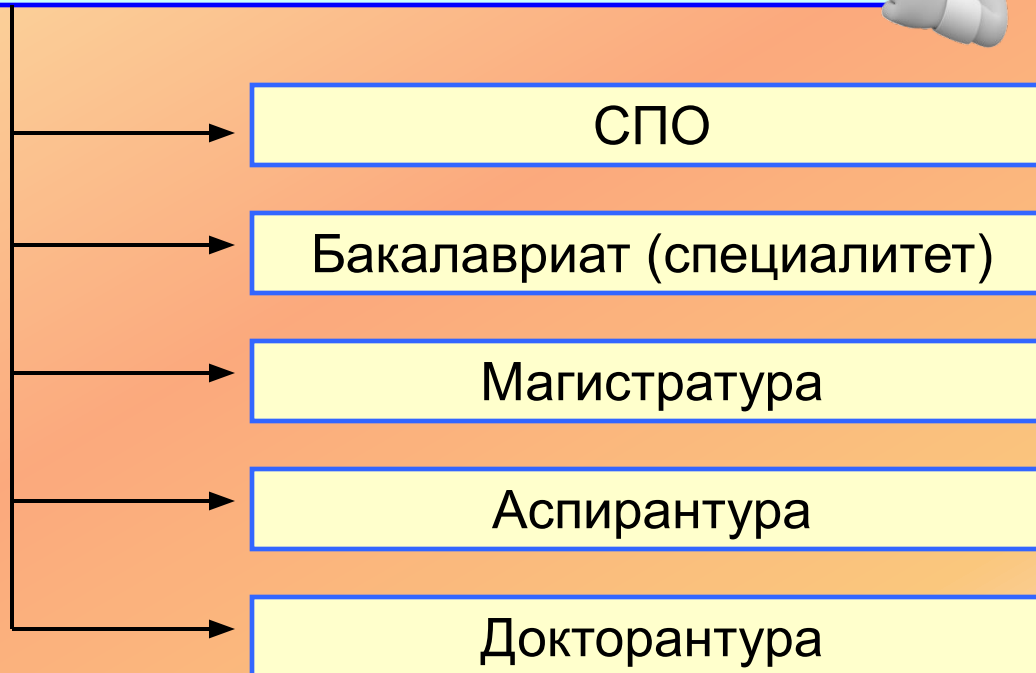 СПО
Бакалавриат (специалитет)
Магистратура
Аспирантура
Докторантура